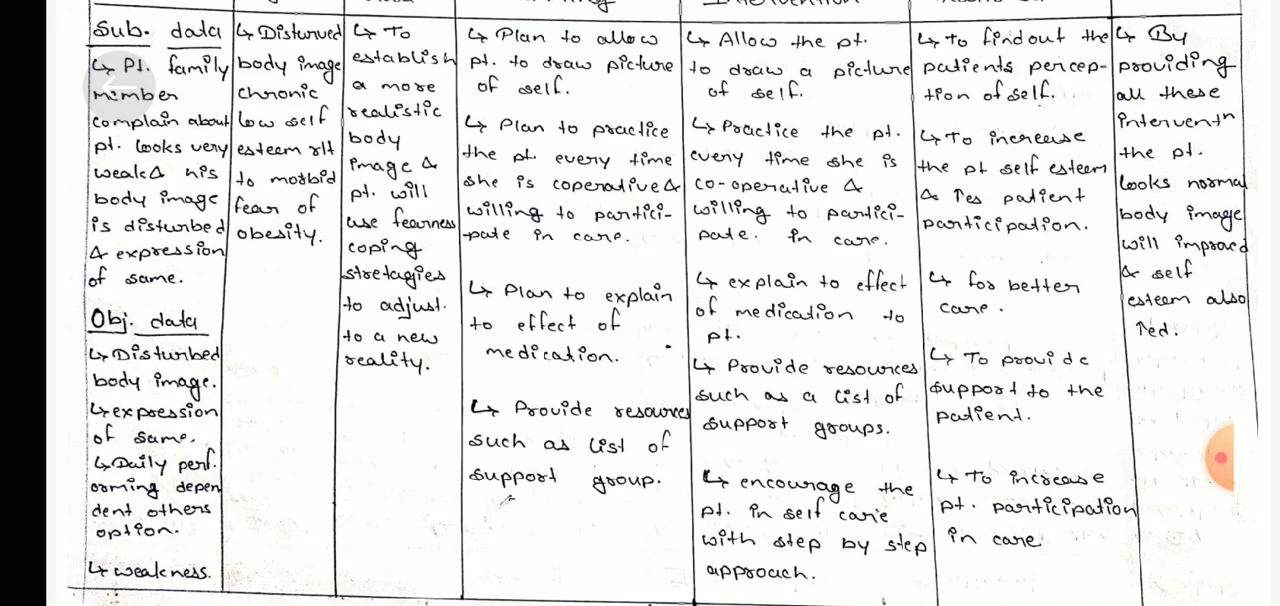 Intervention
Sub. data
↳ Pt. family
member
complain about
pt. looks very
weak & his
body image
is disturbed
& expression
of same.
Obj. data
↳ Disturbed
body image.
↳ expression
of same.
↳ Daily perf-
orming depen
dent others
option.
↳ weakness.
↳ Disturved
body image
chronic
low self
esteem r/t
to morbid
fear of
obesity.
↳ To
establish
a more
realistic
body
image &
pt. will
use fearness
coping
stretagies
to adjust.
to a new
reality.
↳ Plan to allow
pt. to draw picture
of self.
↳ Plan to practice
the pt. every time
she is coperative &
willing to partici-
-pate in care.
↳ Plan to explain
to effect of
medication.
↳ Provide resources
such as list of
support group.
↳ Allow the pt.
to draw a picture
of self.
↳ Practice the pt.
every time she is
co-operative &
willing to partici-
pate. in care.
↳ explain to effect
of medication to
pt.
↳ Provide resources
such as a list of
support groups.
↳ encourage the
pt. in self care
with step by step
approach.
↳ To findout the
patients percep-
tion of self.
↳ To increase
the pt self esteem
& ↑es patient
participation.
↳ for better
care.
↳ To provide
support to the
patient.
↳ To increase
pt. participation
in care
↳ By
providing
all these
interventn
the pt.
looks normal
body image
will improved
& self
esteem also
↑ed.